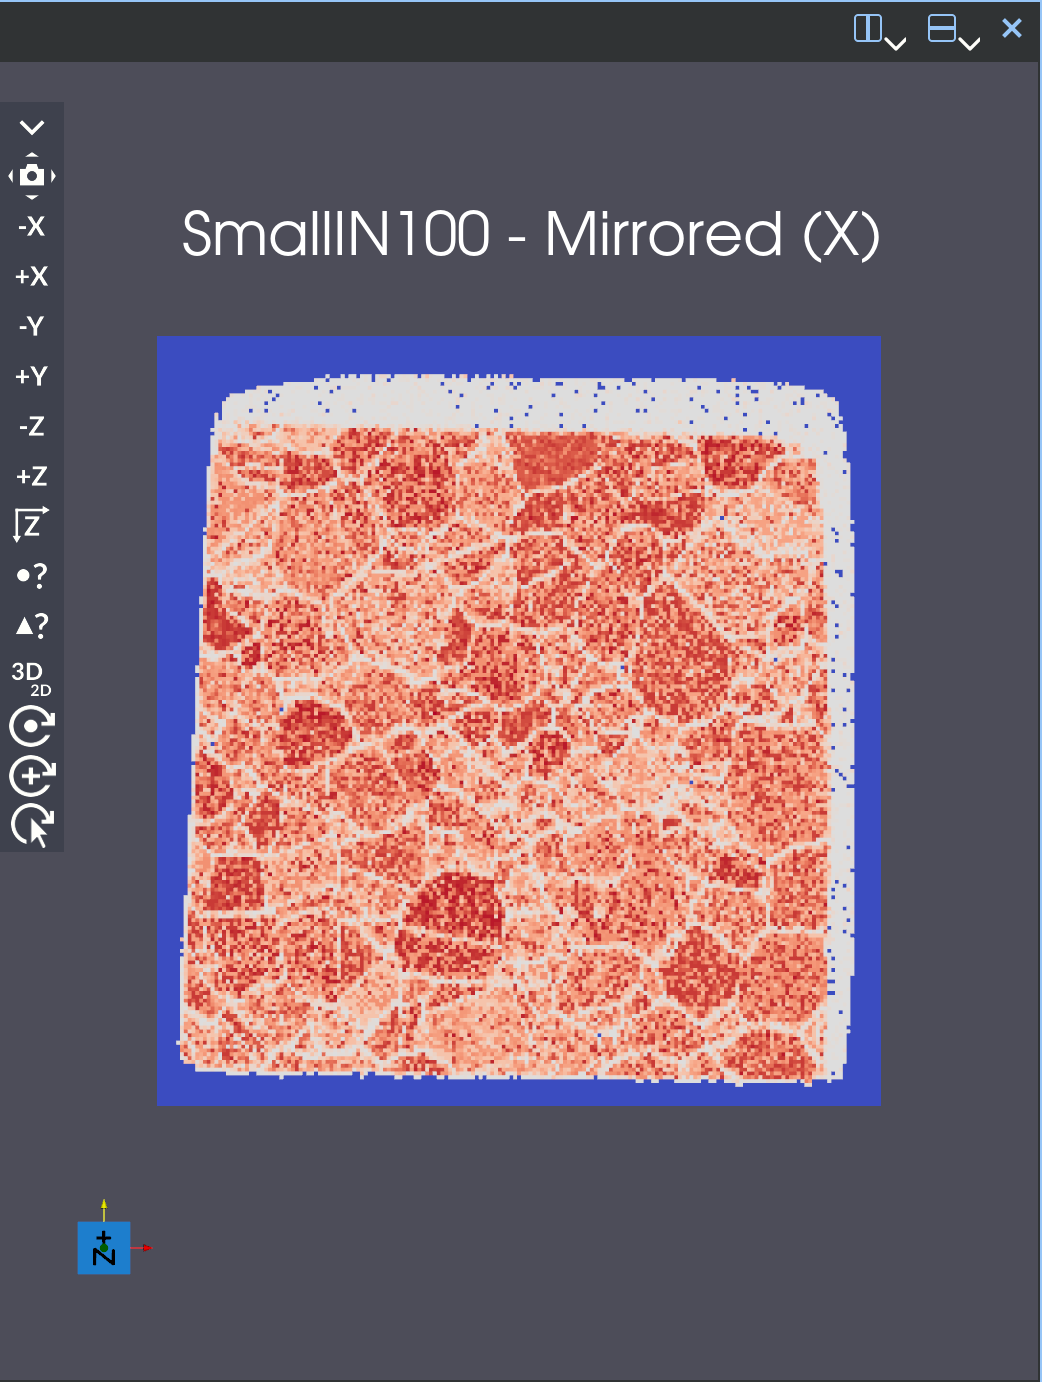 -X
SmallIN100 - Mirrored (X)
+X
-Y
+Y
-Z
+Z
Z
?
?
3D
2D
+Z